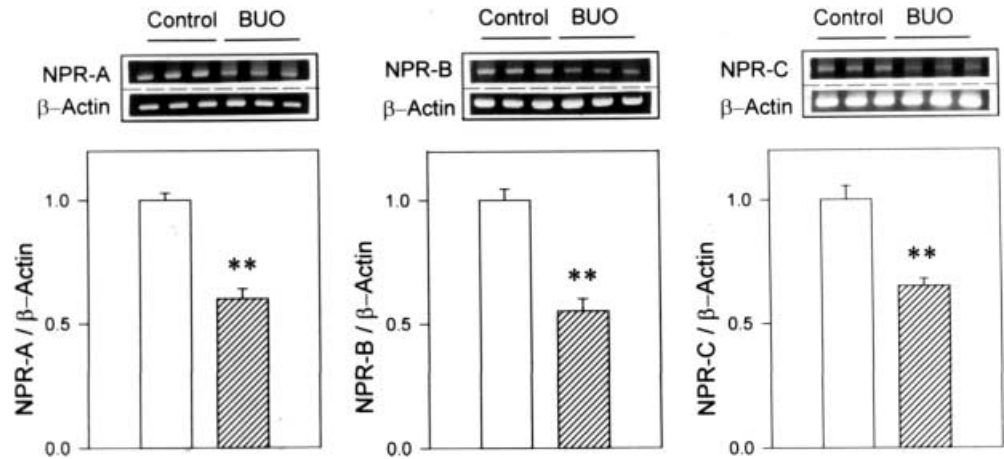 Control BUO
NPR-A
β–Actin
NPR-A / β–Actin
1.0
0.5
0.0
**
Control BUO
NPR-B
β–Actin
NPR-B / β–Actin
1.0
0.5
0.0
**
Control BUO
NPR-C
β–Actin
NPR-C / β–Actin
1.0
0.5
0.0
**